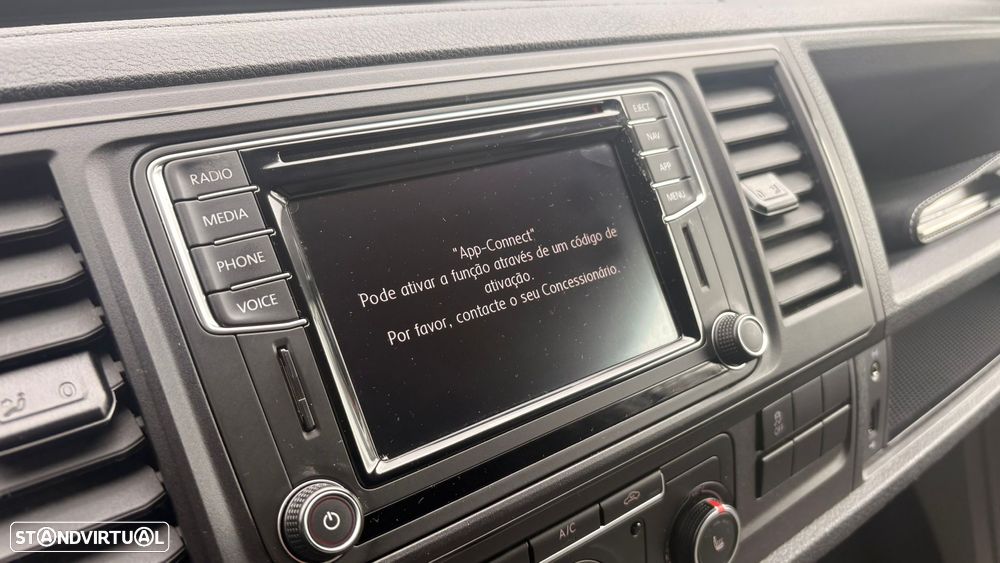 RADIO
MEDIA
PHONE
VOICE
EJECT
NAV
APP
MENU
"App-Connect"
Pode ativar a função através de um código de
ativação.
Por favor, contacte o seu Concessionário.
A/C
0
STANDVIRTUAL